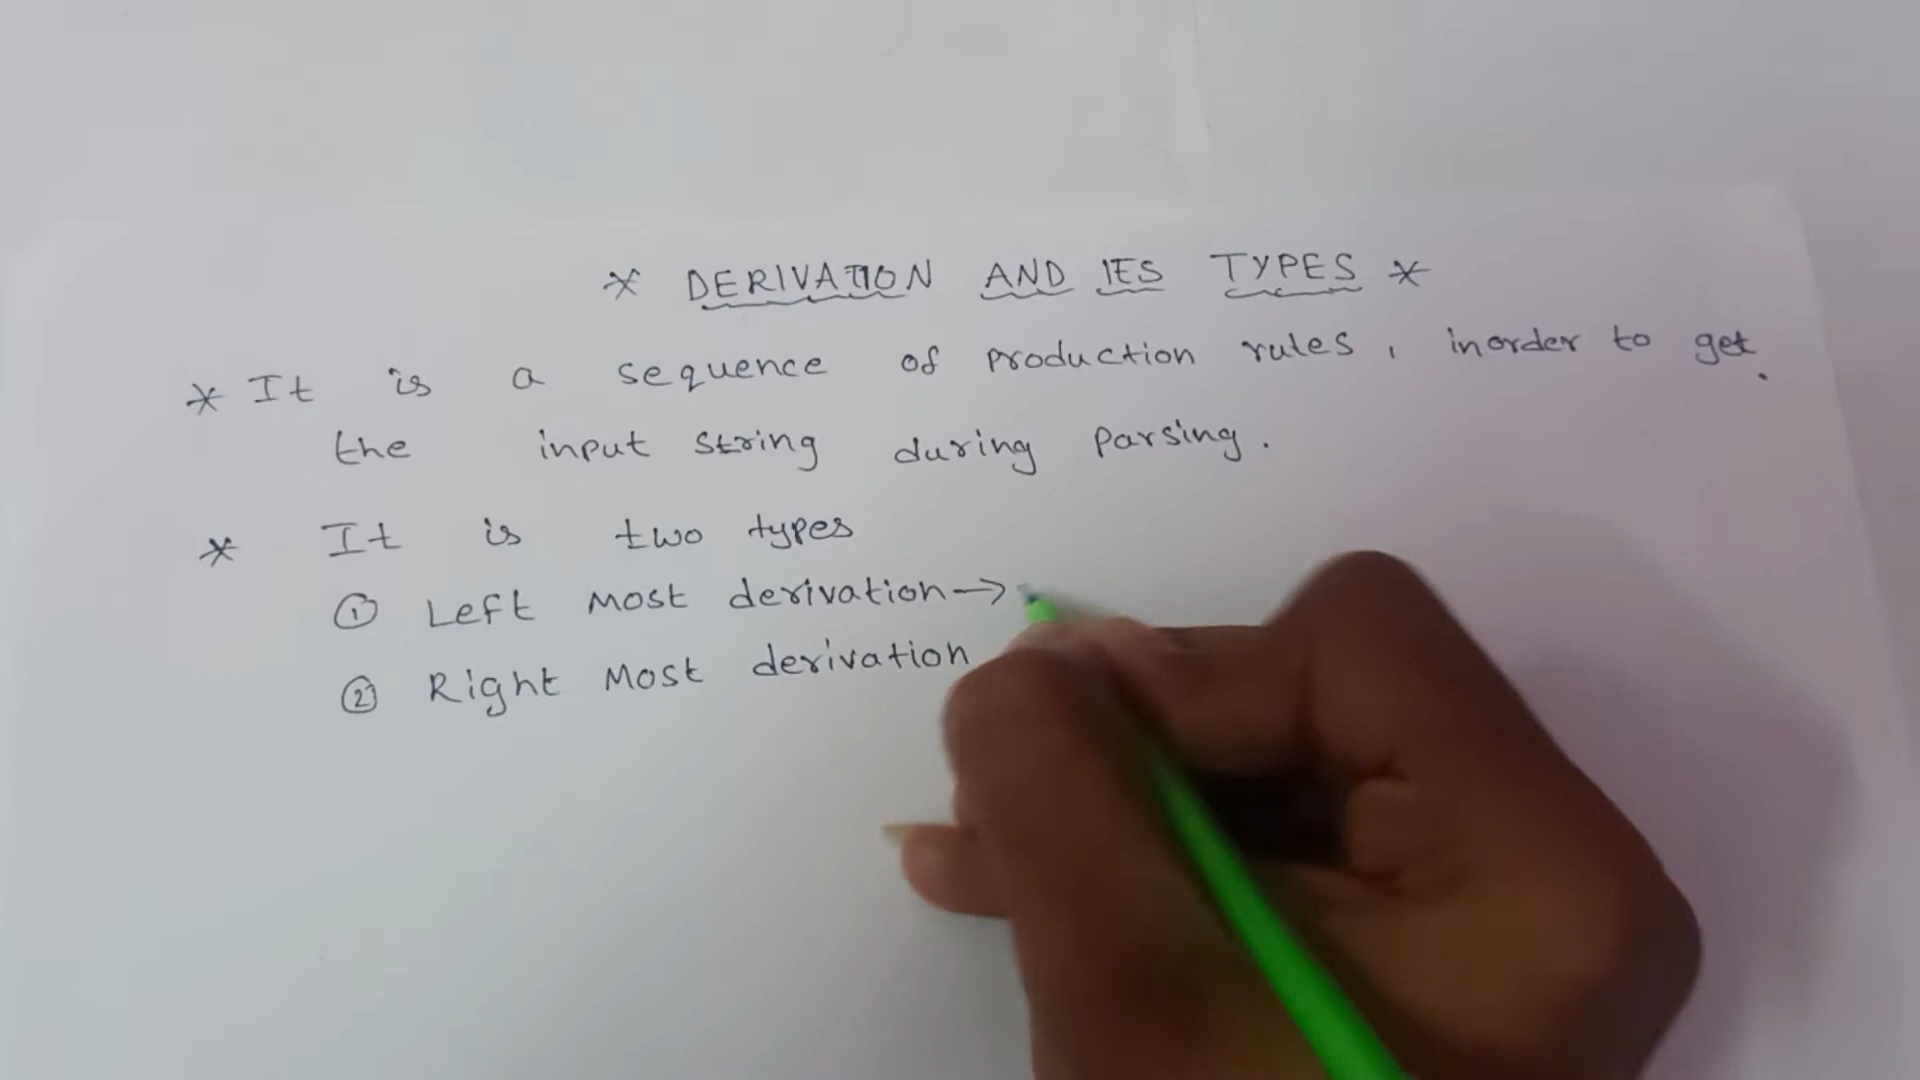 * DERIVATION AND ITS TYPES *
* It is a sequence of production rules, inorder to get
the input string during parsing.
* It is two types
① Left Most derivation →
② Right Most derivation